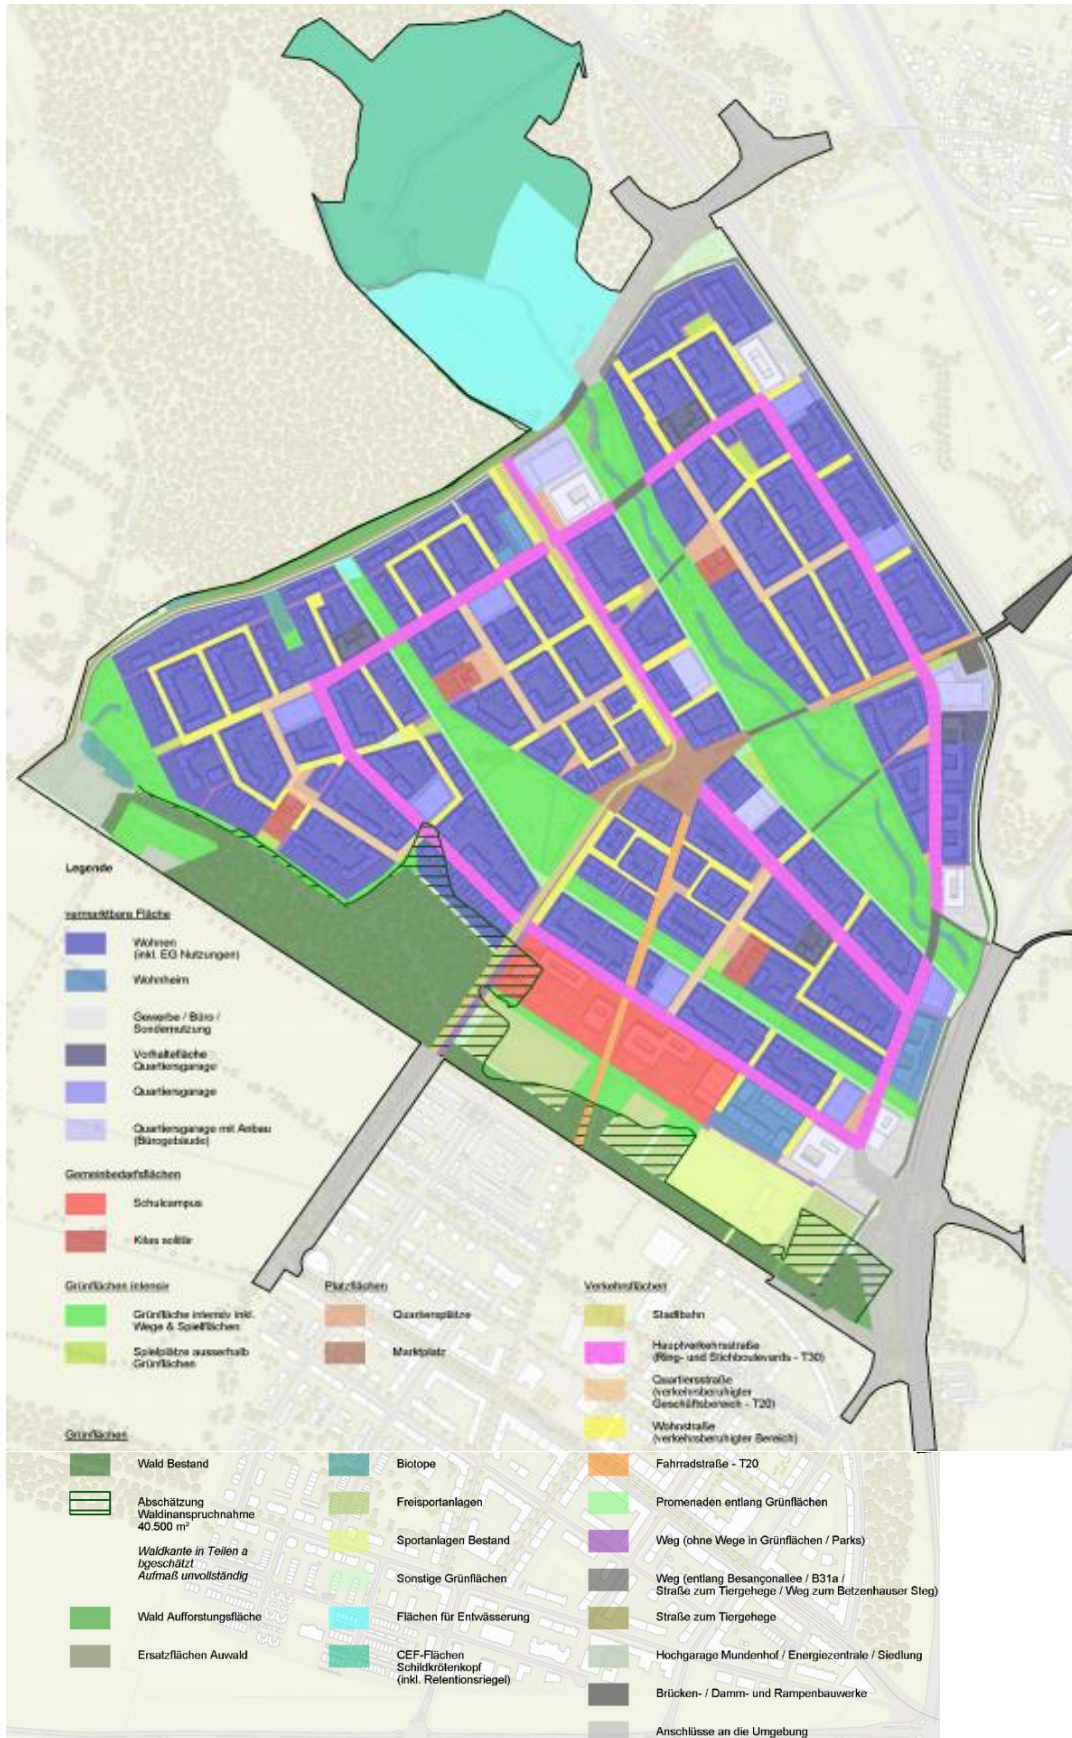 Legende
vermarktbare Fläche
Wohnen
(inkl. EG Nutzungen)
Wohnheim
Gewerbe / Büro /
Sondernutzung
Vorhaltefläche
Quartiersgarage
Quartiersgarage
Quartiersgarage mit Anbau
(Bürogebäude)
Gemeinbedarfsflächen
Schulcampus
Kitas solitär
Grünflächen intensiv
Grünfläche intensiv inkl.
Wege & Spielflächen
Spielplätze ausserhalb
Grünflächen
Platzflächen
Quartiersplätze
Marktplatz
Verkehrsflächen
Stadtbahn
Hauptverkehrsstraße
(Ring- und Stichboulevards - T30)
Quartiersstraße
(verkehrsberuhigter
Geschäftsbereich - T20)
Wohnstraße
(verkehrsberuhigter Bereich)
Grünflächen
Wald Bestand
Abschätzung
Waldinanspruchnahme
40.500 m²
Waldkante in Teilen a
bgeschätzt
Aufmaß unvollständig
Wald Aufforstungsfläche
Ersatzflächen Auwald
Biotope
Freisportanlagen
Sportanlagen Bestand
Sonstige Grünflächen
Flächen für Entwässerung
CEF-Flächen
Schildkrötenkopf
(inkl. Retentionsriegel)
Fahrradstraße - T20
Promenaden entlang Grünflächen
Weg (ohne Wege in Grünflächen / Parks)
Weg (entlang Besançonallee / B31a /
Straße zum Tiergehege / Weg zum Betzenhauser Steg)
Straße zum Tiergehege
Hochgarage Mundenhof / Energiezentrale / Siedlung
Brücken- / Damm- und Rampenbauwerke
Anschlüsse an die Umgebung